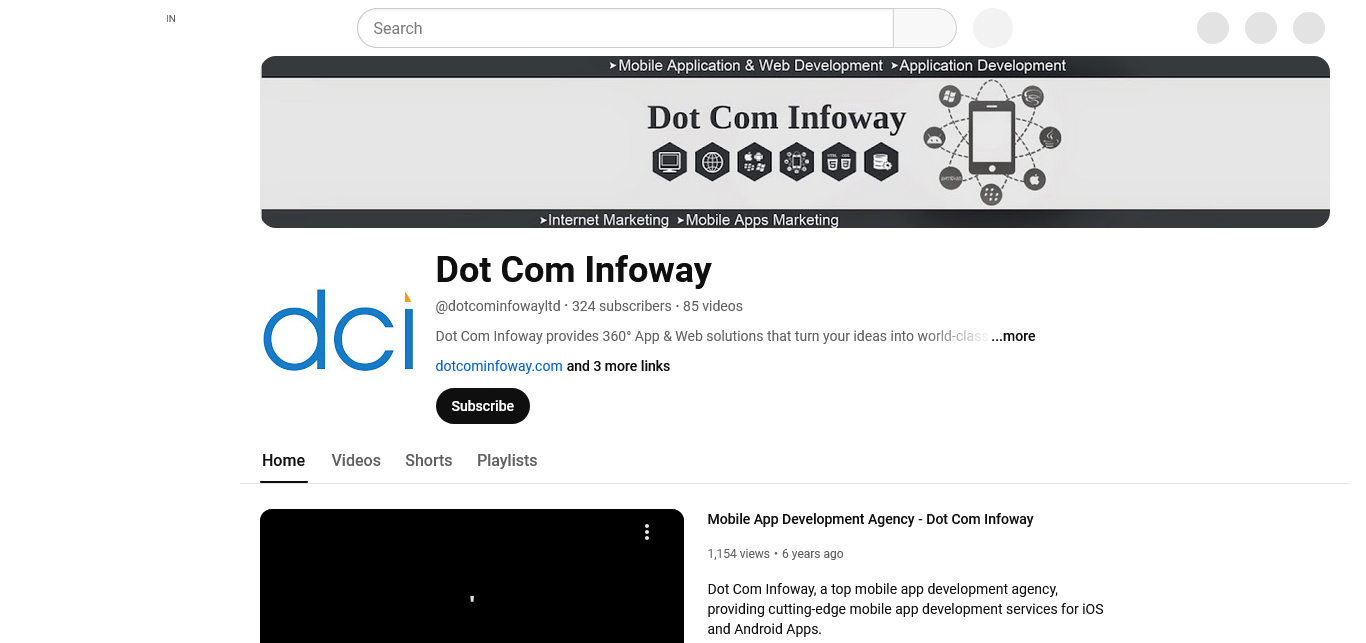 IN
Search
➤Mobile Application & Web Development ➤Application Development
Dot Com Infoway
HTML CSS
➤Internet Marketing ➤Mobile Apps Marketing
dci
Dot Com Infoway
@dotcominfowayltd • 324 subscribers • 85 videos
Dot Com Infoway provides 360° App & Web solutions that turn your ideas into world-class ...more
dotcominfoway.com and 3 more links
Subscribe
Home Videos Shorts Playlists
Mobile App Development Agency - Dot Com Infoway
1,154 views • 6 years ago
Dot Com Infoway, a top mobile app development agency,
providing cutting-edge mobile app development services for iOS
and Android Apps.